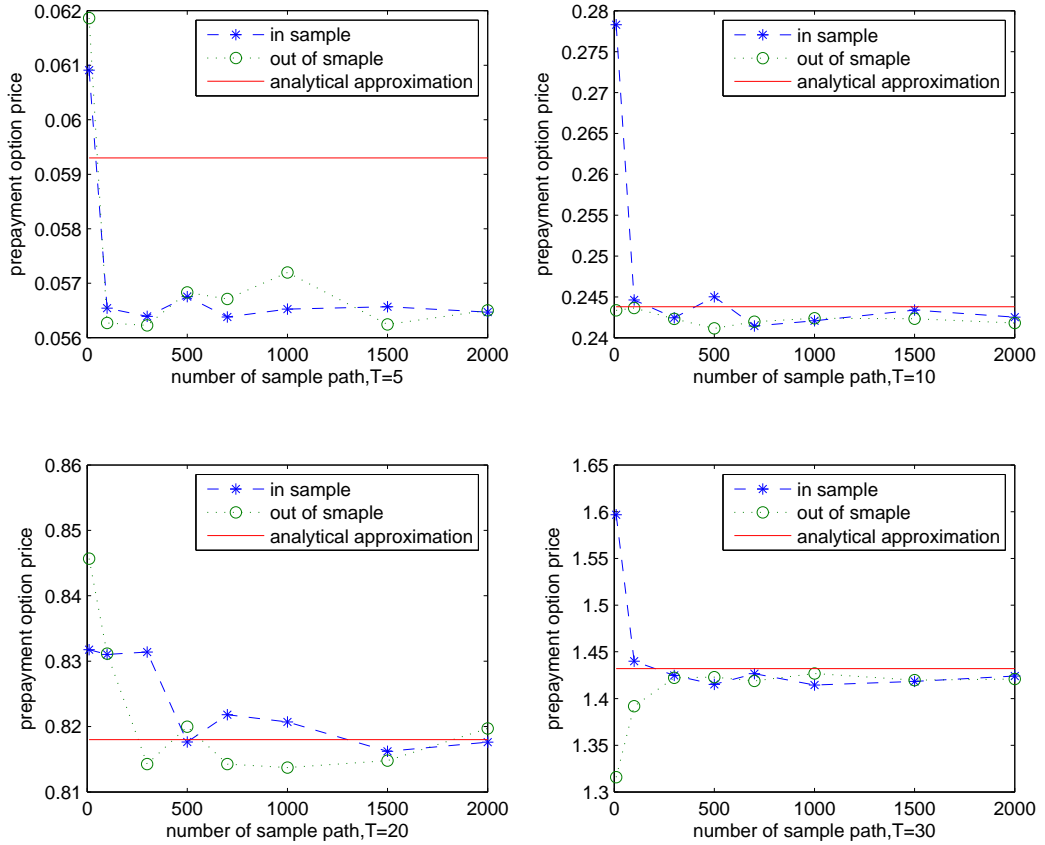 0.062
0.061
0.06
0.059
0.058
0.057
0.056
prepayment option price
in sample
out of smaple
analytical approximation
0 500 1000 1500 2000
number of sample path,T=5
0.28
0.275
0.27
0.265
0.26
0.255
0.25
0.245
0.24
prepayment option price
in sample
out of smaple
analytical approximation
0 500 1000 1500 2000
number of sample path,T=10
0.86
0.85
0.84
0.83
0.82
0.81
prepayment option price
in sample
out of smaple
analytical approximation
0 500 1000 1500 2000
number of sample path,T=20
1.65
1.6
1.55
1.5
1.45
1.4
1.35
1.3
prepayment option price
in sample
out of smaple
analytical approximation
0 500 1000 1500 2000
number of sample path,T=30